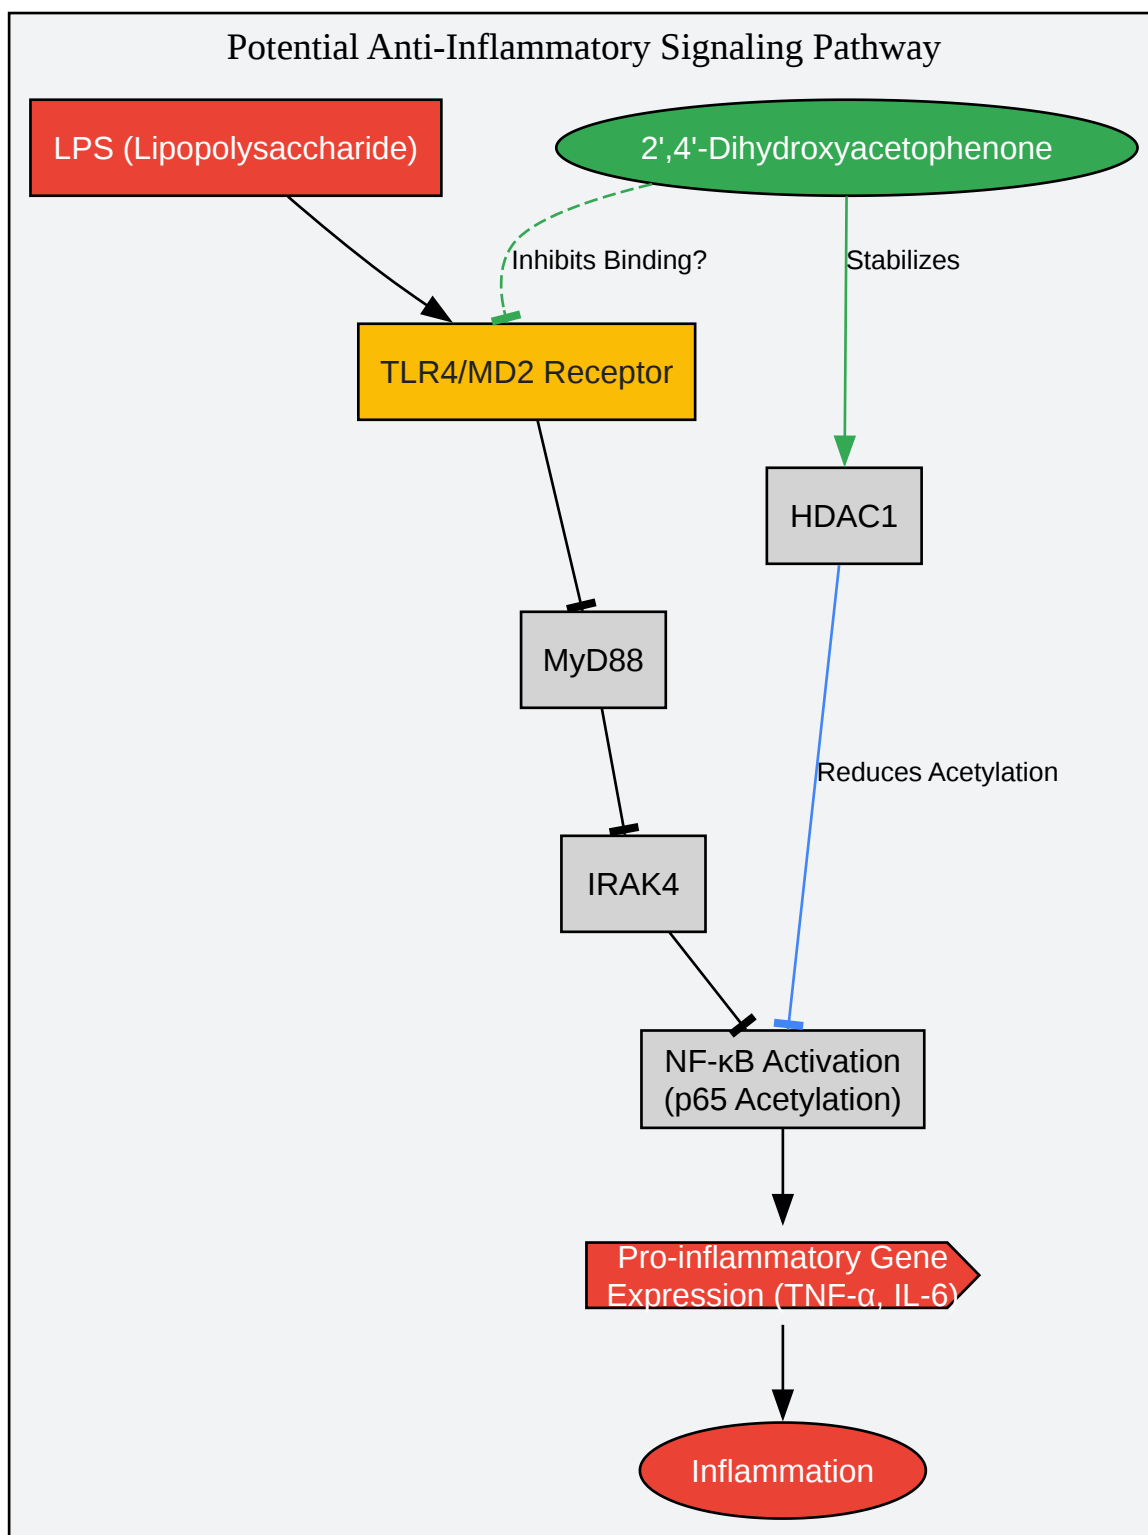 Potential Anti-Inflammatory Signaling Pathway
LPS (Lipopolysaccharide)
2',4'-Dihydroxyacetophenone
Inhibits Binding?
Stabilizes
TLR4/MD2 Receptor
HDAC1
MyD88
Reduces Acetylation
IRAK4
NF-κB Activation
(p65 Acetylation)
Pro-inflammatory Gene
Expression (TNF-α, IL-6)
Inflammation